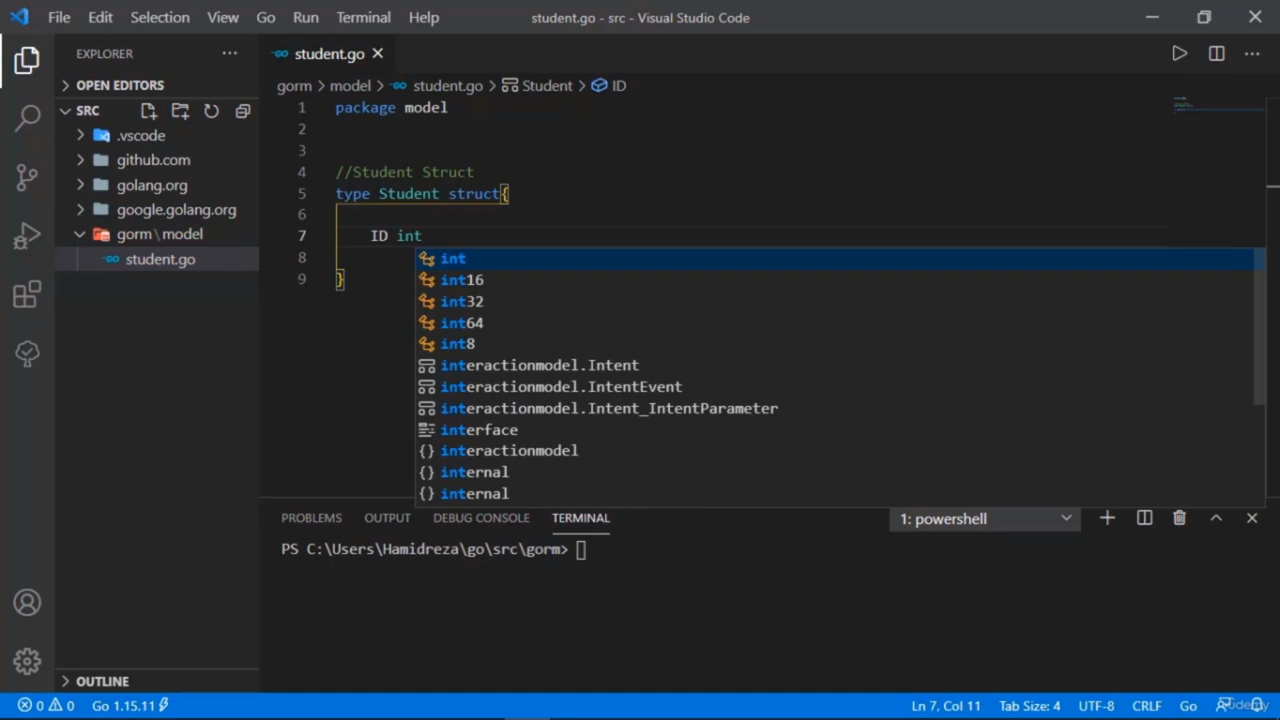 File Edit Selection View Go Run Terminal Help student.go - src - Visual Studio Code
EXPLORER
OPEN EDITORS
SRC
.vscode
github.com
golang.org
google.golang.org
gorm\model
student.go
OUTLINE
student.go
gorm > model > student.go > Student > ID
1 package model
2
3
4 //Student Struct
5 type Student struct{
6
7 ID int
8
9 }
int
int16
int32
int64
int8
interactionmodel.Intent
interactionmodel.IntentEvent
interactionmodel.Intent_IntentParameter
interface
interactionmodel
internal
internal
PROBLEMS OUTPUT DEBUG CONSOLE TERMINAL 1: powershell
PS C:\Users\Hamidreza\go\src\gorm>
0 0 Go 1.15.11 Ln 7, Col 11 Tab Size: 4 UTF-8 CRLF Go
Udemy